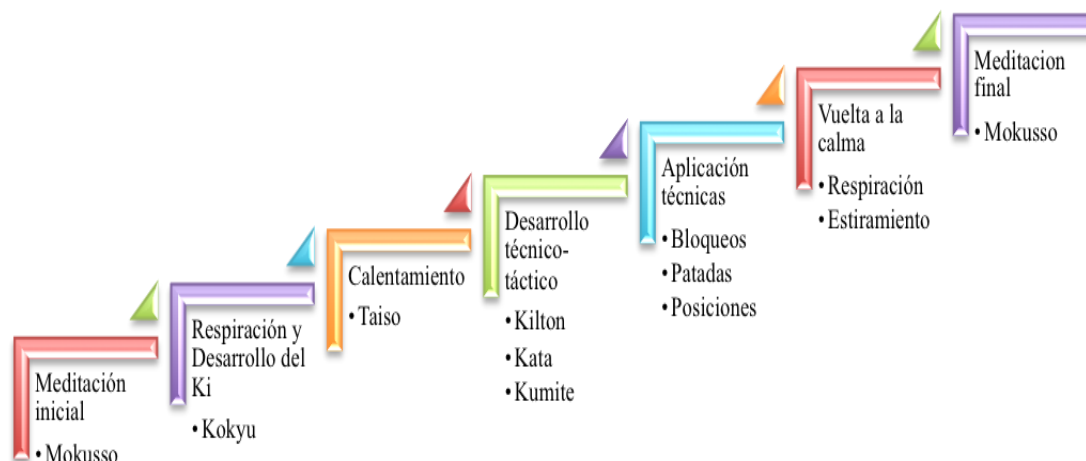 Meditación
inicial
• Mokusso
Respiración y
Desarrollo del
Ki
• Kokyu
Calentamiento
• Taiso
Desarrollo
técnico-
táctico
• Kilton
• Kata
• Kumite
Aplicación
técnicas
• Bloqueos
• Patadas
• Posiciones
Vuelta a la
calma
• Respiración
• Estiramiento
Meditacion
final
• Mokusso